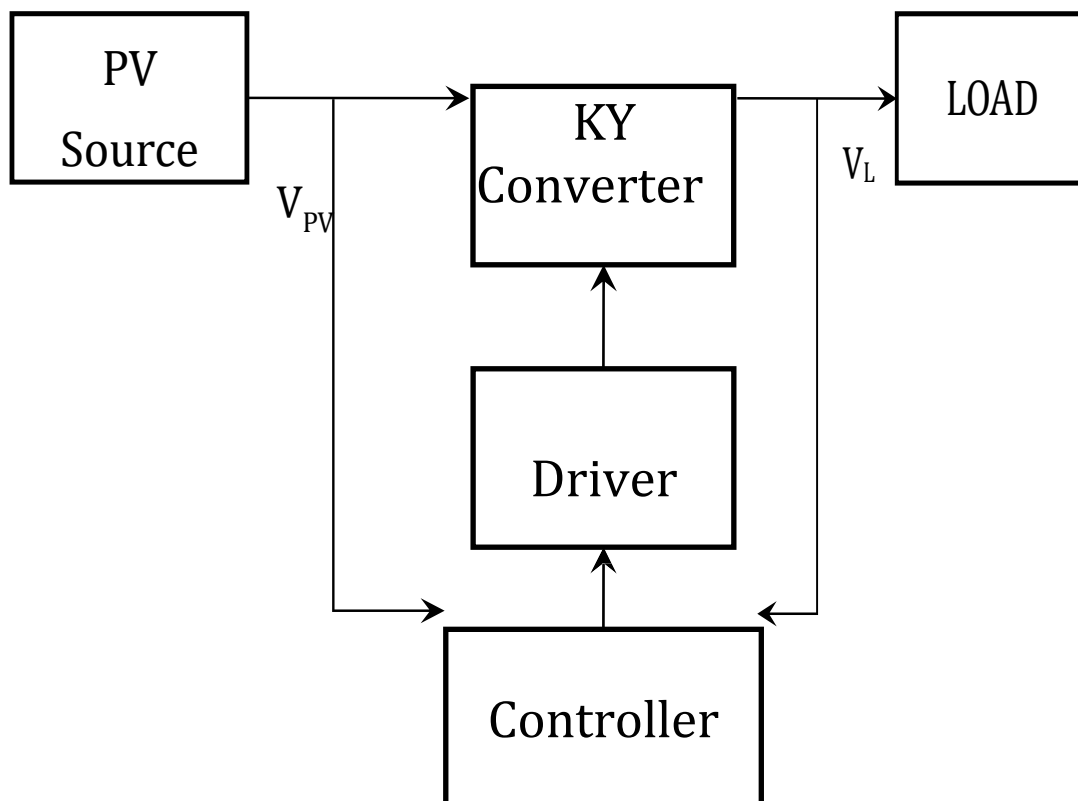 PV
Source
KY
Converter
LOAD
V_PV
V_L
Driver
Controller